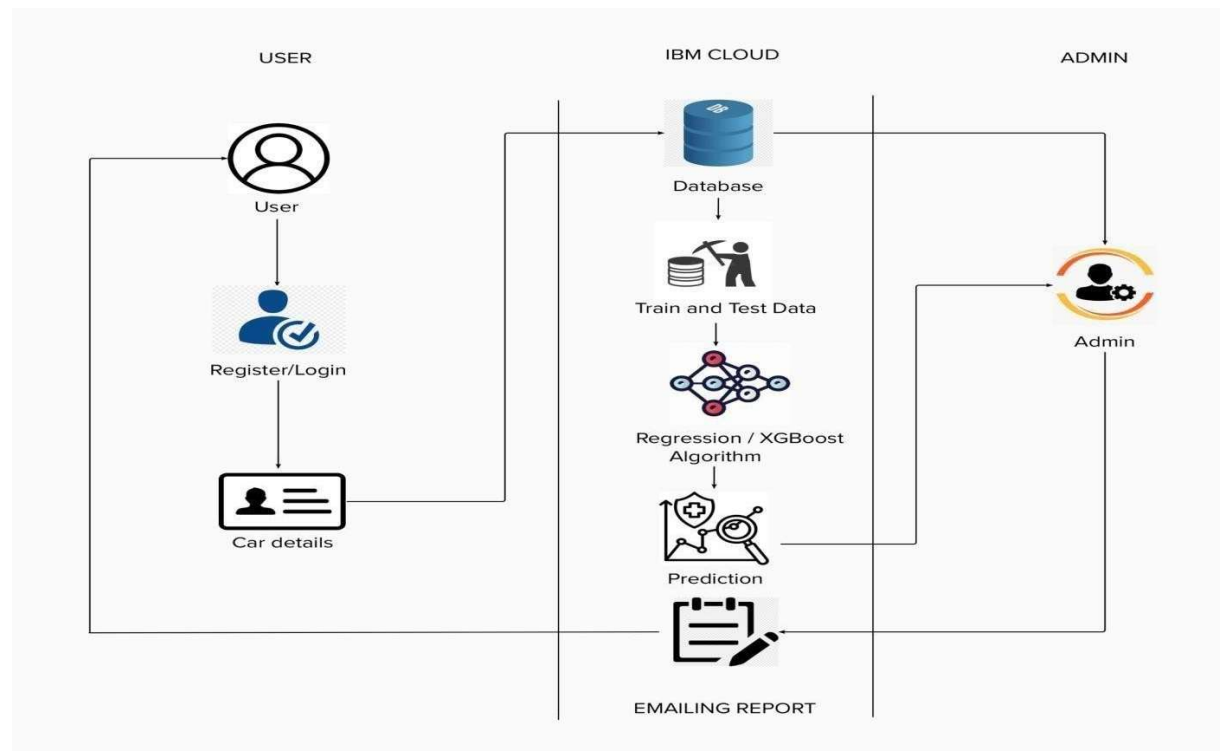 USER
IBM CLOUD
ADMIN
DB
User
Database
Register/Login
Train and Test Data
Admin
Regression / XGBoost
Algorithm
Car details
Prediction
EMAILING REPORT